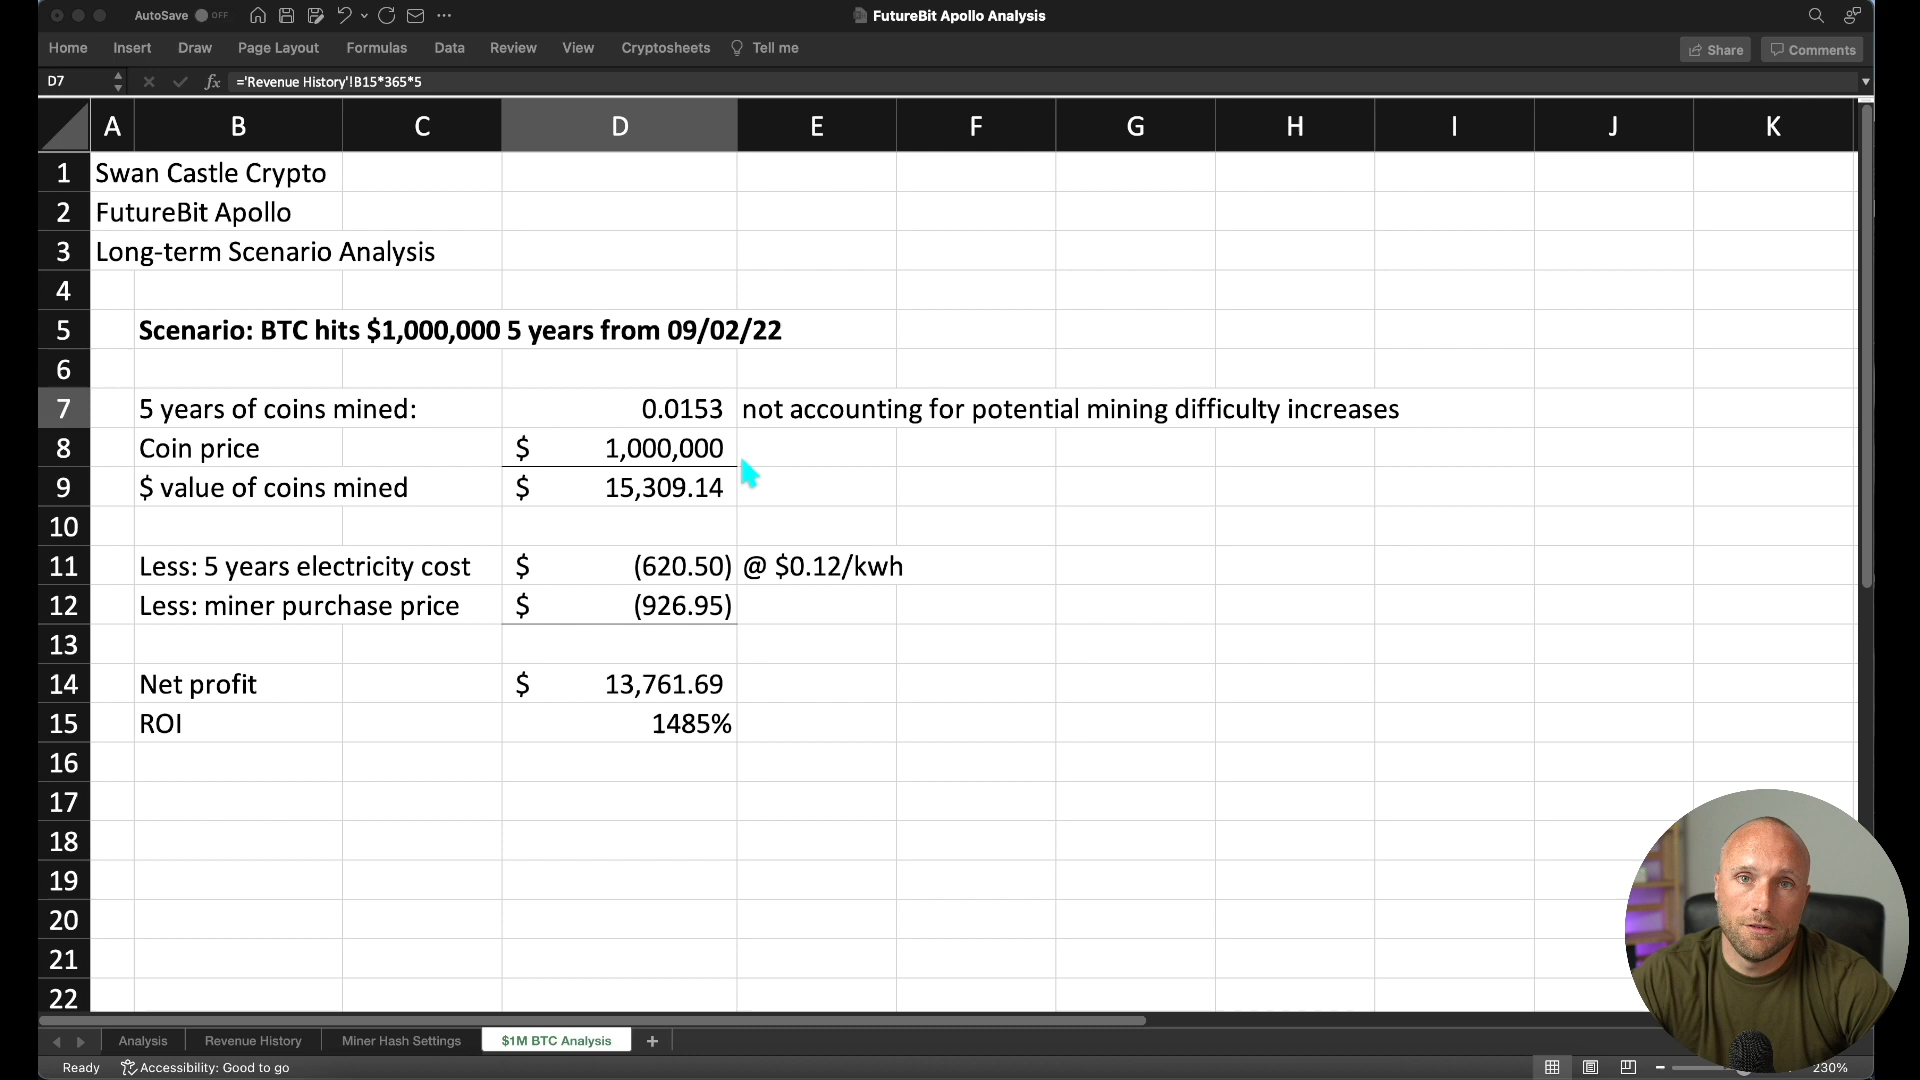 AutoSave OFF
FutureBit Apollo Analysis
Home Insert Draw Page Layout Formulas Data Review View Cryptosheets Tell me Share Comments
D7 fx ='Revenue History'!B15*365*5
A B C D E F G H I J K
1 Swan Castle Crypto
2 FutureBit Apollo
3 Long-term Scenario Analysis
4
5 Scenario: BTC hits $1,000,000 5 years from 09/02/22
6
7 5 years of coins mined: 0.0153 not accounting for potential mining difficulty increases
8 Coin price $ 1,000,000
9 $ value of coins mined $ 15,309.14
10
11 Less: 5 years electricity cost $ (620.50) @ $0.12/kwh
12 Less: miner purchase price $ (926.95)
13
14 Net profit $ 13,761.69
15 ROI 1485%
16
17
18
19
20
21
22
Analysis Revenue History Miner Hash Settings $1M BTC Analysis +
Ready Accessibility: Good to go 230%